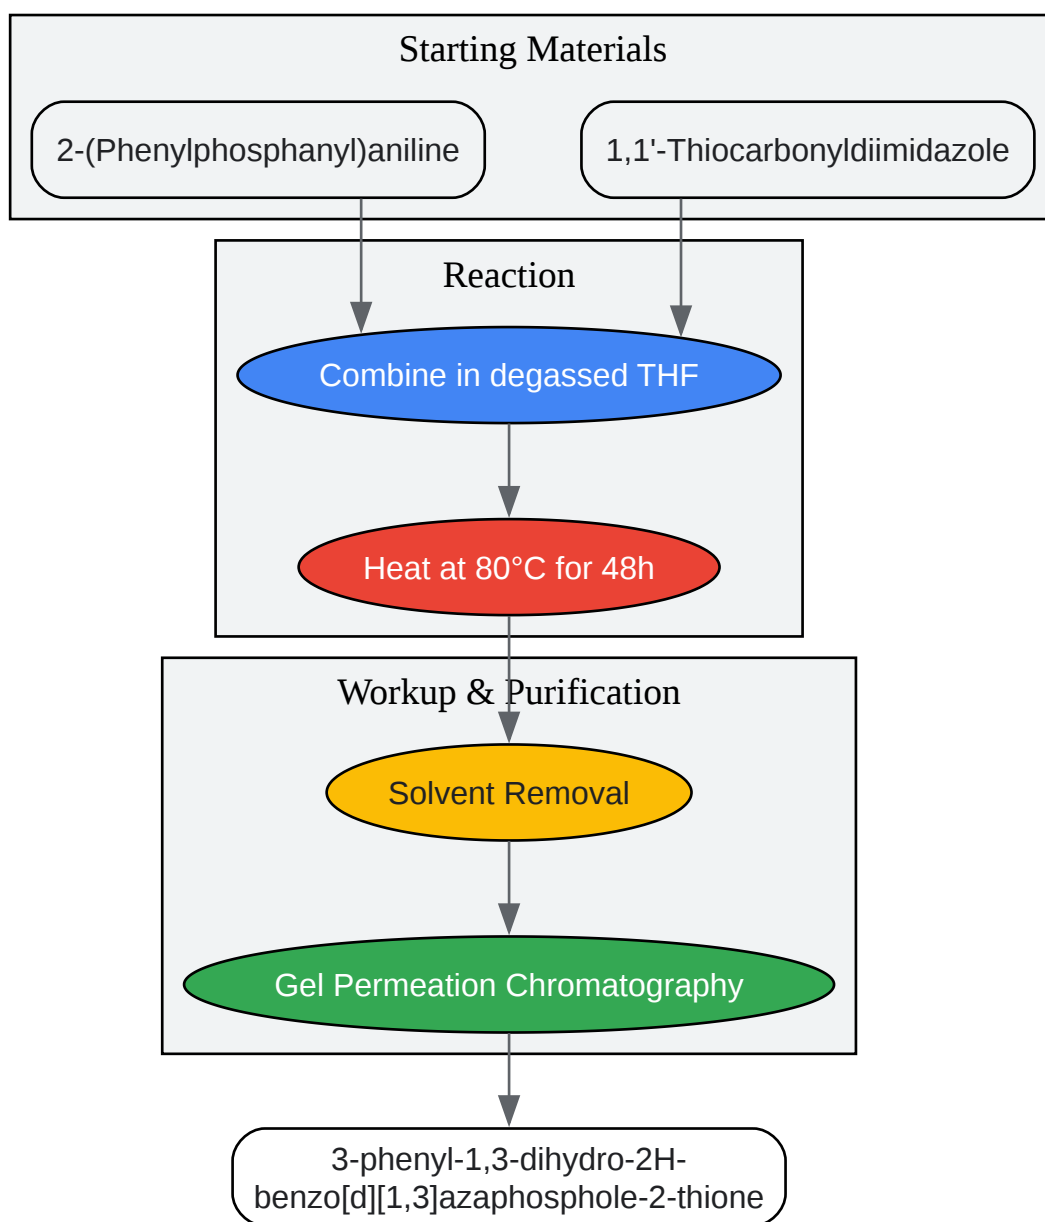 Starting Materials
2-(Phenylphosphanyl)aniline
1,1'-Thiocarbonyldiimidazole
Reaction
Combine in degassed THF
Heat at 80°C for 48h
Workup & Purification
Solvent Removal
Gel Permeation Chromatography
3-phenyl-1,3-dihydro-2H-
benzo[d][1,3]azaphosphole-2-thione